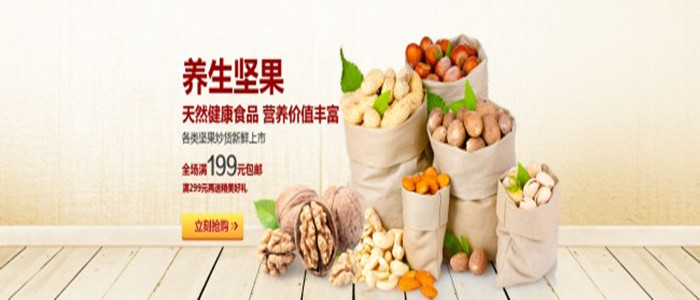 养生坚果
天然健康食品 营养价值丰富
各类坚果炒货新鲜上市
全场满199元包邮
满299元再送精美好礼
立刻抢购 >